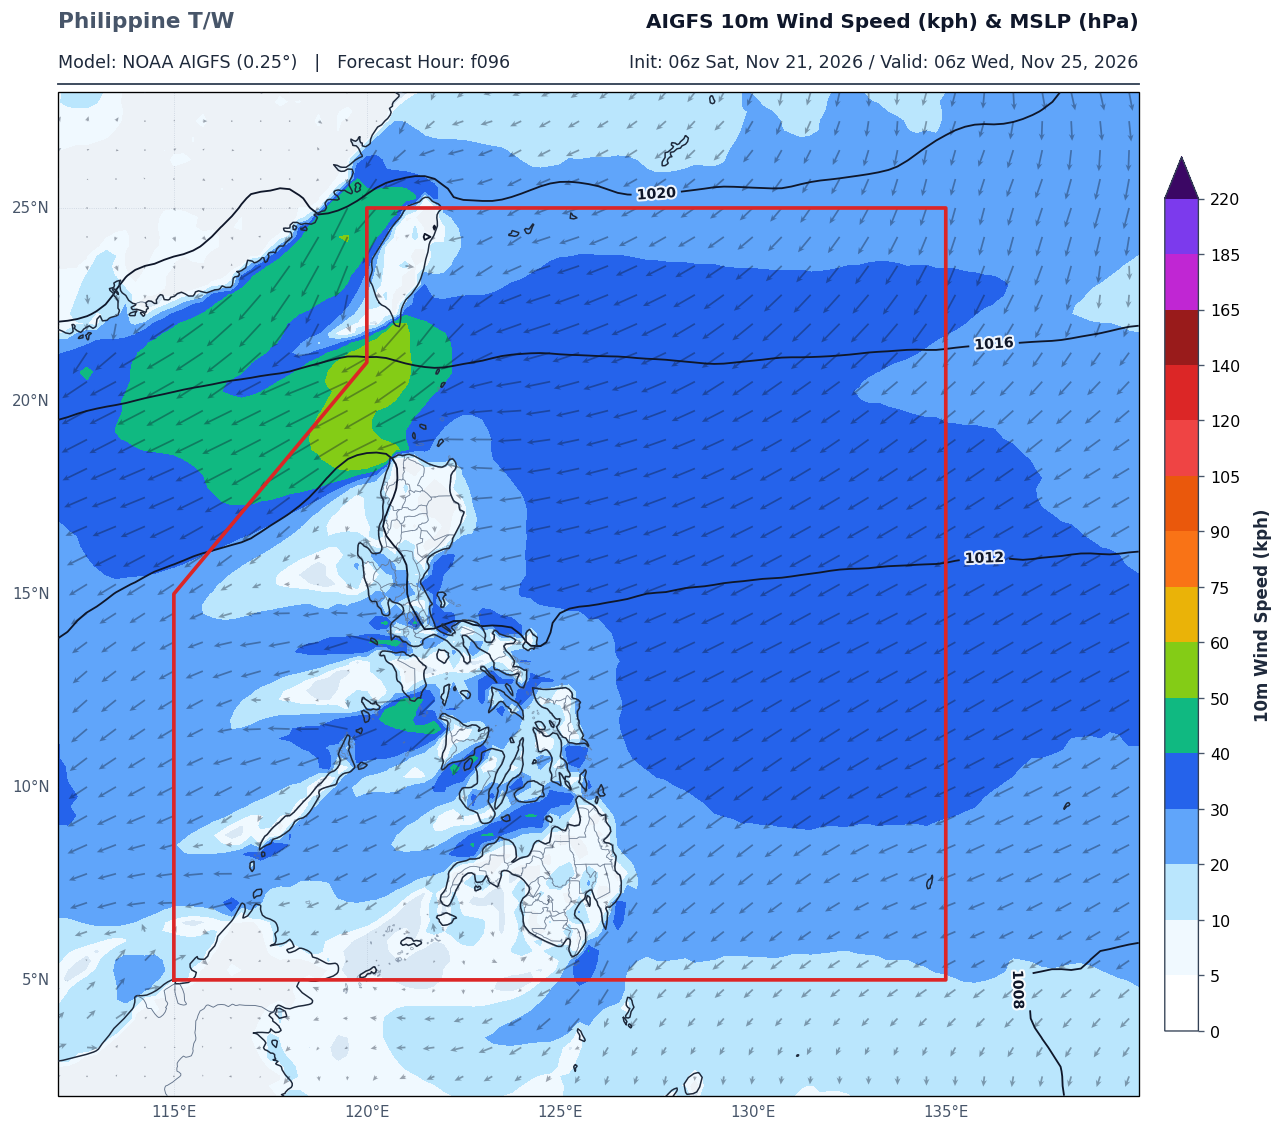 Philippine T/W
AIGFS 10m Wind Speed (kph) & MSLP (hPa)
Model: NOAA AIGFS (0.25°)   |   Forecast Hour: f096
Init: 06z Sat, Nov 21, 2026 / Valid: 06z Wed, Nov 25, 2026
25°N
20°N
15°N
10°N
5°N
115°E
120°E
125°E
130°E
135°E
1020
1016
1012
1008
220
185
165
140
120
105
90
75
60
50
40
30
20
10
5
0
10m Wind Speed (kph)